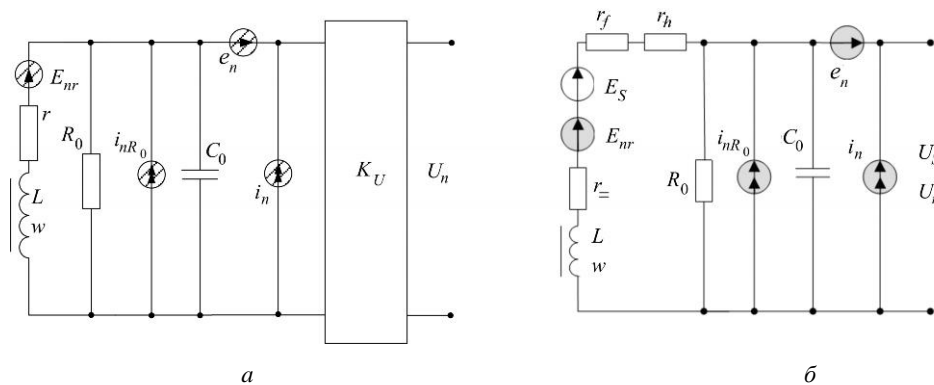 E_nr
r
L
w
R_0
i_nR_0
C_0
e_n
i_n
K_U
U_n
а
r_f
r_h
E_S
E_nr
r_=
L
w
R_0
i_nR_0
C_0
e_n
i_n
б